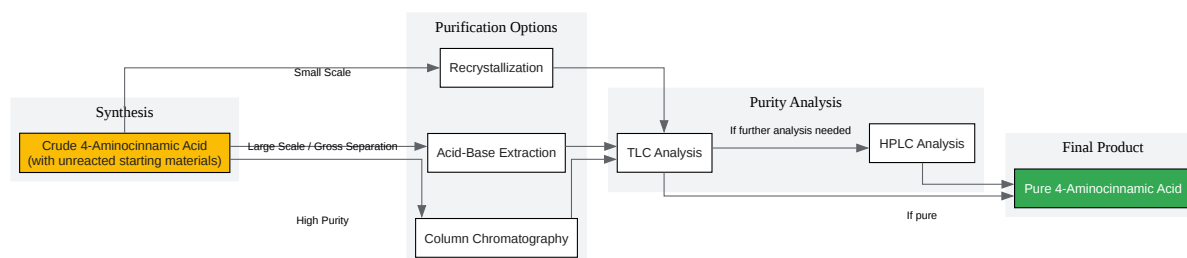 Purification Options
Recrystallization
Small Scale
Synthesis
Crude 4-Aminocinnamic Acid
(with unreacted starting materials)
Large Scale / Gross Separation
Acid-Base Extraction
High Purity
Column Chromatography
Purity Analysis
TLC Analysis
If further analysis needed
HPLC Analysis
If pure
Final Product
Pure 4-Aminocinnamic Acid